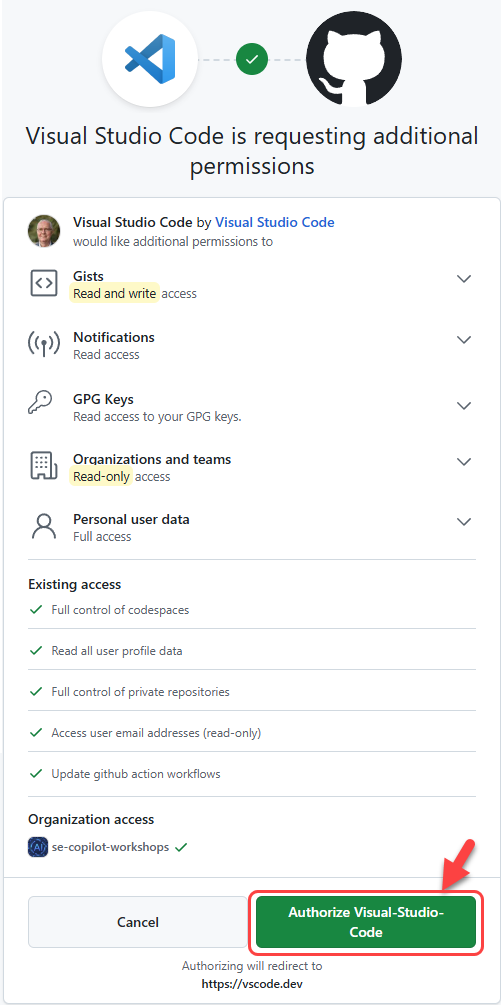 Visual Studio Code is requesting additional
permissions
Visual Studio Code by Visual Studio Code
would like additional permissions to
Gists
Read and write access
Notifications
Read access
GPG Keys
Read access to your GPG keys.
Organizations and teams
Read-only access
Personal user data
Full access
Existing access
Full control of codespaces
Read all user profile data
Full control of private repositories
Access user email addresses (read-only)
Update github action workflows
Organization access
AI se-copilot-workshops
Cancel
Authorize Visual-Studio-
Code
Authorizing will redirect to
https://vscode.dev